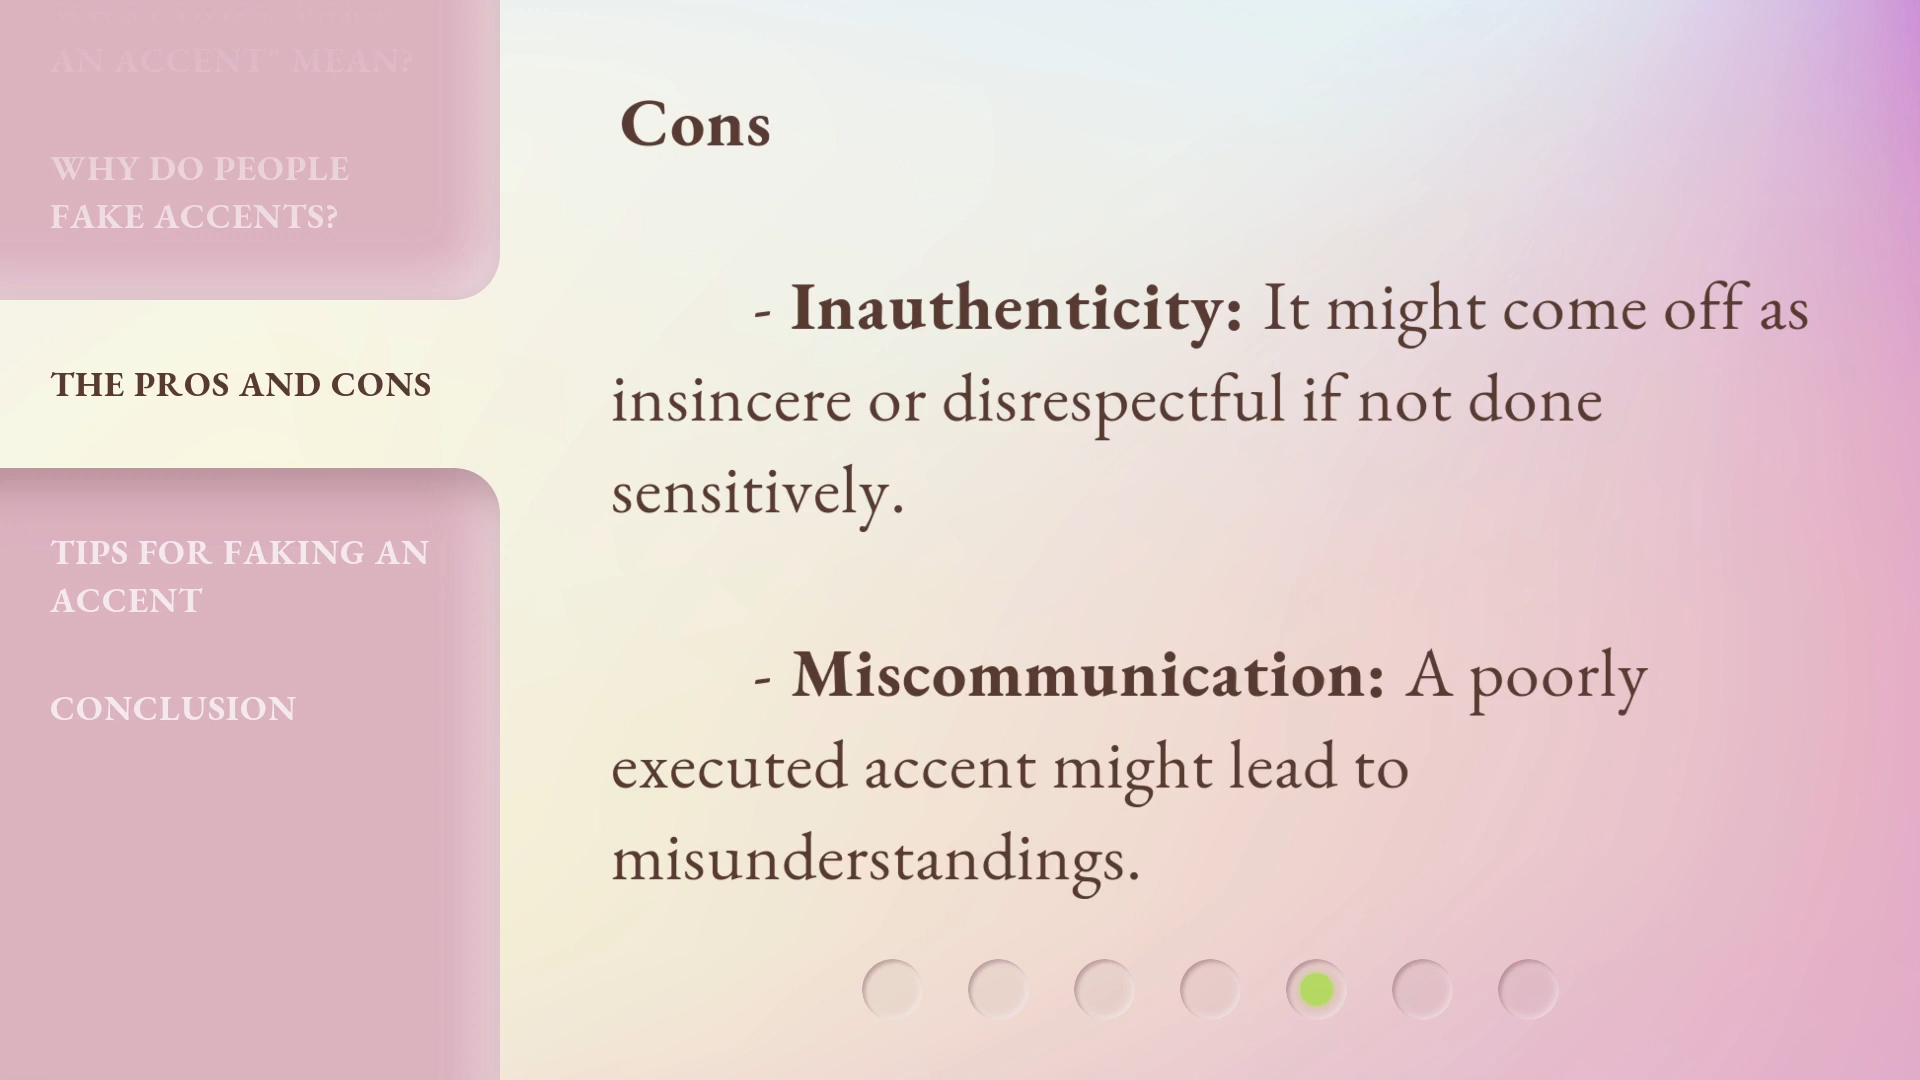 AN ACCENT" MEAN?
WHY DO PEOPLE
FAKE ACCENTS?
THE PROS AND CONS
TIPS FOR FAKING AN
ACCENT
CONCLUSION
Cons
- Inauthenticity: It might come off as
insincere or disrespectful if not done
sensitively.
- Miscommunication: A poorly
executed accent might lead to
misunderstandings.